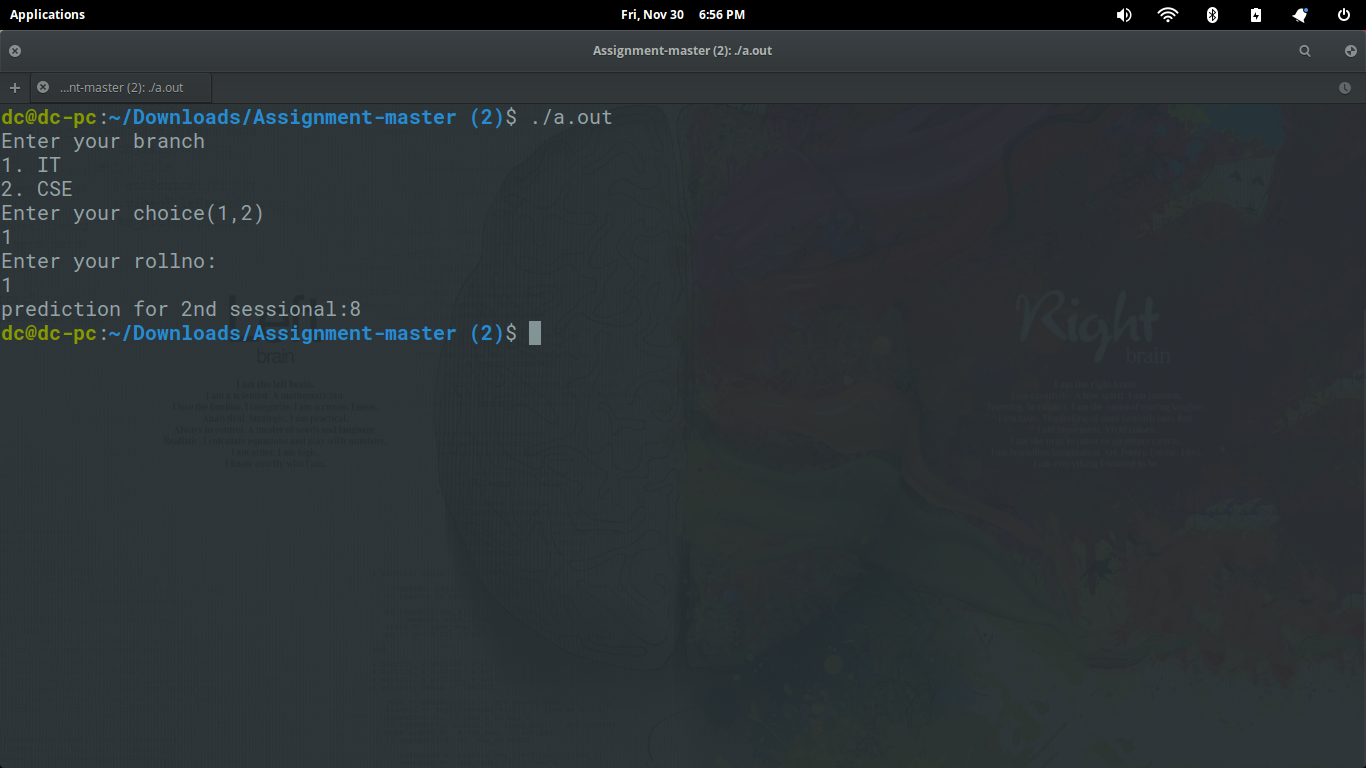 Applications
Fri, Nov 30 6:56 PM
Assignment-master (2): ./a.out
...nt-master (2): ./a.out
dc@dc-pc:~/Downloads/Assignment-master (2)$ ./a.out
Enter your branch
1. IT
2. CSE
Enter your choice(1,2)
1
Enter your rollno:
1
prediction for 2nd sessional:8
dc@dc-pc:~/Downloads/Assignment-master (2)$
Left
brain
Right
brain